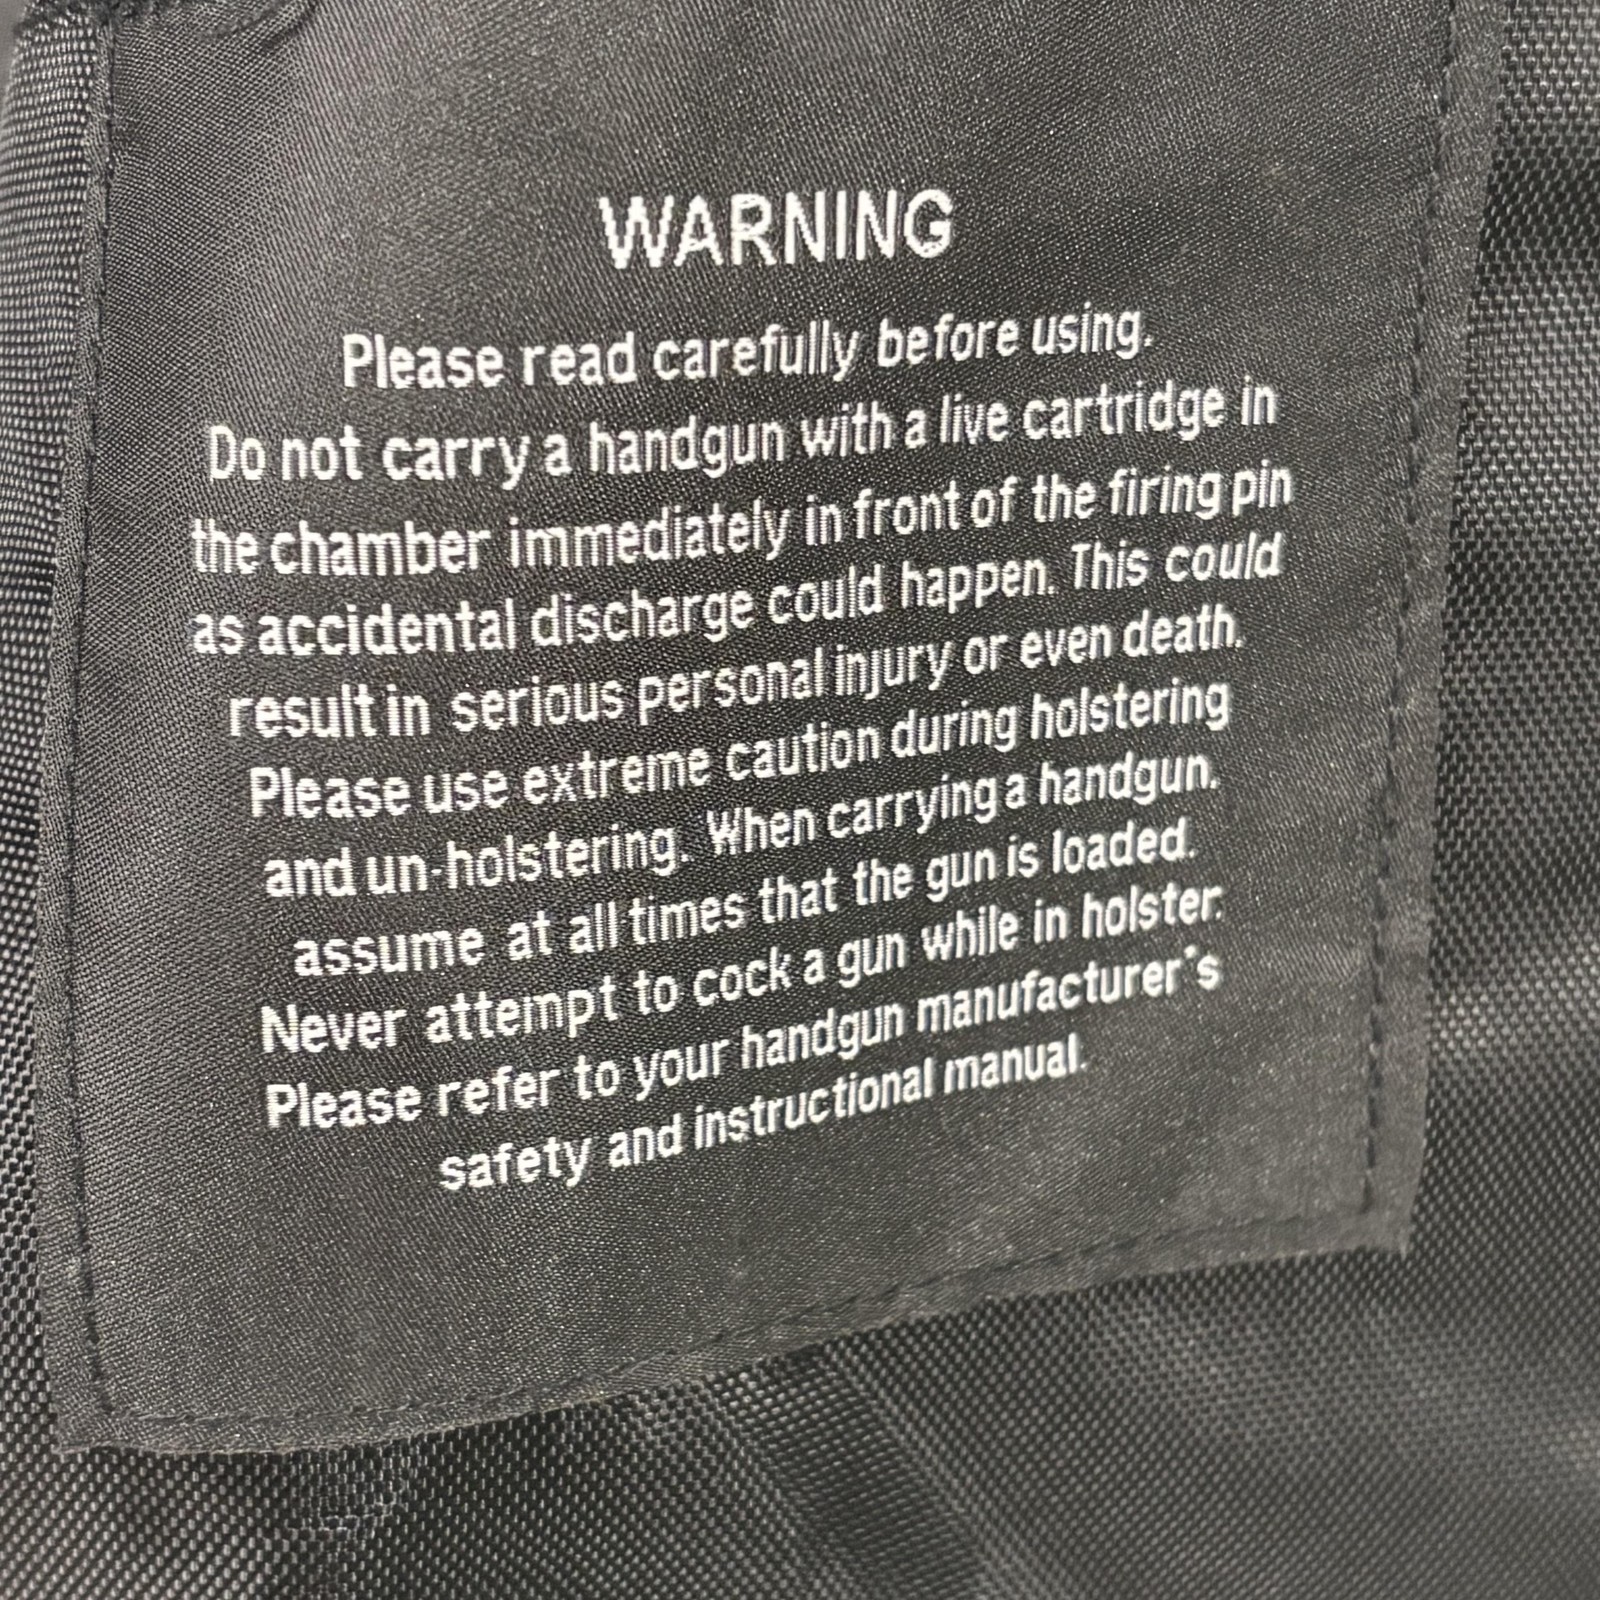 WARNING
Please read carefully before using.
Do not carry a handgun with a live cartridge in
the chamber immediately in front of the firing pin
as accidental discharge could happen. This could
result in serious personal injury or even death.
Please use extreme caution during holstering
and un-holstering. When carrying a handgun.
assume at all times that the gun is loaded.
Never attempt to cock a gun while in holster.
Please refer to your handgun manufacturer's
safety and instructional manual.